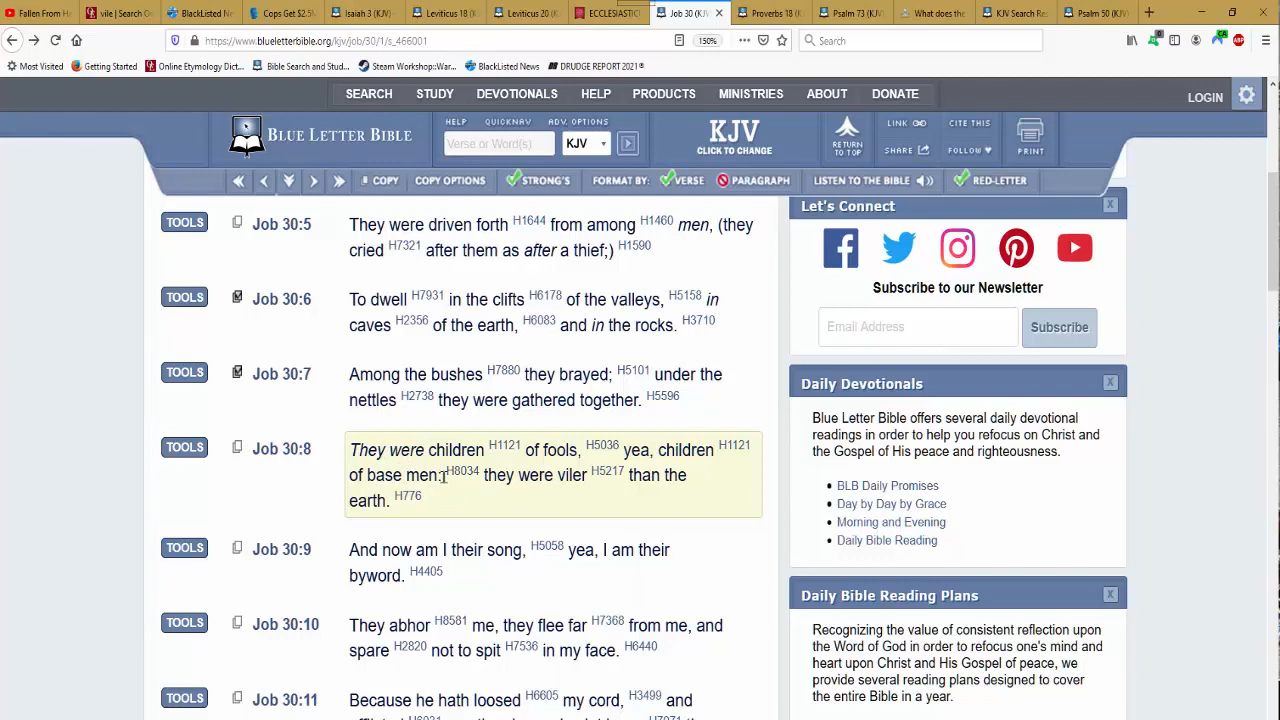 Fallen From H
vile | Search On
BlackListed Ne
Cops Get $2.5M
Isaiah 3 (KJV) -
Leviticus 18 (K
Leviticus 20 (K
ECCLESIASTIC
Job 30 (KJV)
Proverbs 18 (K
Psalm 73 (KJV)
What does the
KJV Search Res
Psalm 50 (KJV)
https://www.blueletterbible.org/kjv/job/30/1/s_466001
150%
Search
Most Visited
Getting Started
Online Etymology Dict...
Bible Search and Stud...
Steam Workshop::War...
BlackListed News
DRUDGE REPORT 2021®
SEARCH STUDY DEVOTIONALS HELP PRODUCTS MINISTRIES ABOUT DONATE
LOGIN
BLUE LETTER BIBLE
HELP QUICKNAV ADV. OPTIONS
Verse or Word(s)
KJV
KJV
CLICK TO CHANGE
RETURN
TO TOP
LINK
SHARE
CITE THIS
FOLLOW
PRINT
COPY COPY OPTIONS STRONG'S FORMAT BY: VERSE PARAGRAPH LISTEN TO THE BIBLE RED-LETTER
TOOLS Job 30:5 They were driven forth H1644 from among H1460 men, (they
cried H7321 after them as after a thief;) H1590
TOOLS Job 30:6 To dwell H7931 in the clifts H6178 of the valleys, H5158 in
caves H2356 of the earth, H6083 and in the rocks. H3710
TOOLS Job 30:7 Among the bushes H7880 they brayed; H5101 under the
nettles H2738 they were gathered together. H5596
TOOLS Job 30:8 They were children H1121 of fools, H5036 yea, children H1121
of base men: H8034 they were viler H5217 than the
earth. H776
TOOLS Job 30:9 And now am I their song, H5058 yea, I am their
byword. H4405
TOOLS Job 30:10 They abhor H8581 me, they flee far H7368 from me, and
spare H2820 not to spit H7536 in my face. H6440
TOOLS Job 30:11 Because he hath loosed H6605 my cord, H3499 and
Let's Connect
Subscribe to our Newsletter
Email Address
Subscribe
Daily Devotionals
Blue Letter Bible offers several daily devotional
readings in order to help you refocus on Christ and
the Gospel of His peace and righteousness.
BLB Daily Promises
Day by Day by Grace
Morning and Evening
Daily Bible Reading
Daily Bible Reading Plans
Recognizing the value of consistent reflection upon
the Word of God in order to refocus one's mind and
heart upon Christ and His Gospel of peace, we
provide several reading plans designed to cover
the entire Bible in a year.